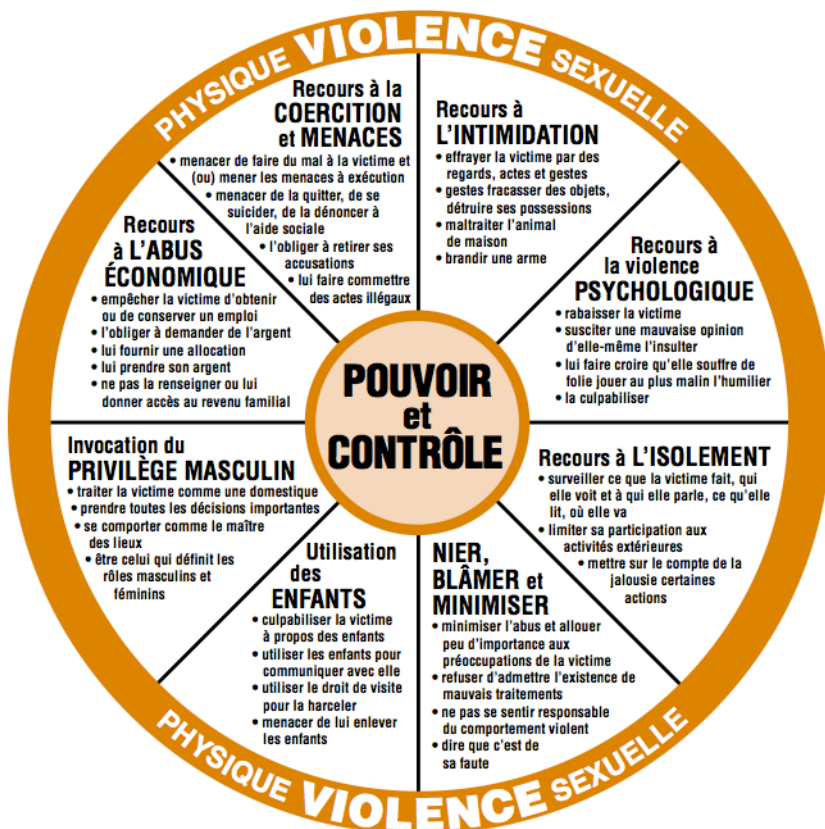 PHYSIQUE VIOLENCE SEXUELLE
Recours à la
COERCITION
et MENACES
• menacer de faire du mal à la victime et
(ou) mener les menaces à exécution
• menacer de la quitter, de se
suicider, de la dénoncer à
l'aide sociale
• l'obliger à retirer ses
accusations
• lui faire commettre
des actes illégaux
Recours à
L'INTIMIDATION
• effrayer la victime par des
regards, actes et gestes
• gestes fracasser des objets,
détruire ses possessions
• maltraiter l'animal
de maison
• brandir une arme
Recours à
la violence
PSYCHOLOGIQUE
• rabaisser la victime
• susciter une mauvaise opinion
d'elle-même l'insulter
• lui faire croire qu'elle souffre de
folie jouer au plus malin l'humilier
• la culpabiliser
Recours à L'ISOLEMENT
• surveiller ce que la victime fait, qui
elle voit et à qui elle parle, ce qu'elle
lit, où elle va
• limiter sa participation aux
activités extérieures
• mettre sur le compte de la
jalousie certaines
actions
NIER,
BLÂMER et
MINIMISER
• minimiser l'abus et allouer
peu d'importance aux
préoccupations de la victime
• refuser d'admettre l'existence de
mauvais traitements
• ne pas se sentir responsable
du comportement violent
• dire que c'est de
sa faute
Utilisation
des
ENFANTS
• culpabiliser la victime
à propos des enfants
• utiliser les enfants pour
communiquer avec elle
• utiliser le droit de visite
pour la harceler
• menacer de lui enlever
les enfants
Invocation du
PRIVILÈGE MASCULIN
• traiter la victime comme une domestique
• prendre toutes les décisions importantes
• se comporter comme le maître
des lieux
• être celui qui définit les
rôles masculins et
féminins
Recours
à L'ABUS
ÉCONOMIQUE
• empêcher la victime d'obtenir
ou de conserver un emploi
• l'obliger à demander de l'argent
• lui fournir une allocation
• lui prendre son argent
• ne pas la renseigner ou lui
donner accès au revenu familial
POUVOIR
et
CONTRÔLE
PHYSIQUE VIOLENCE SEXUELLE